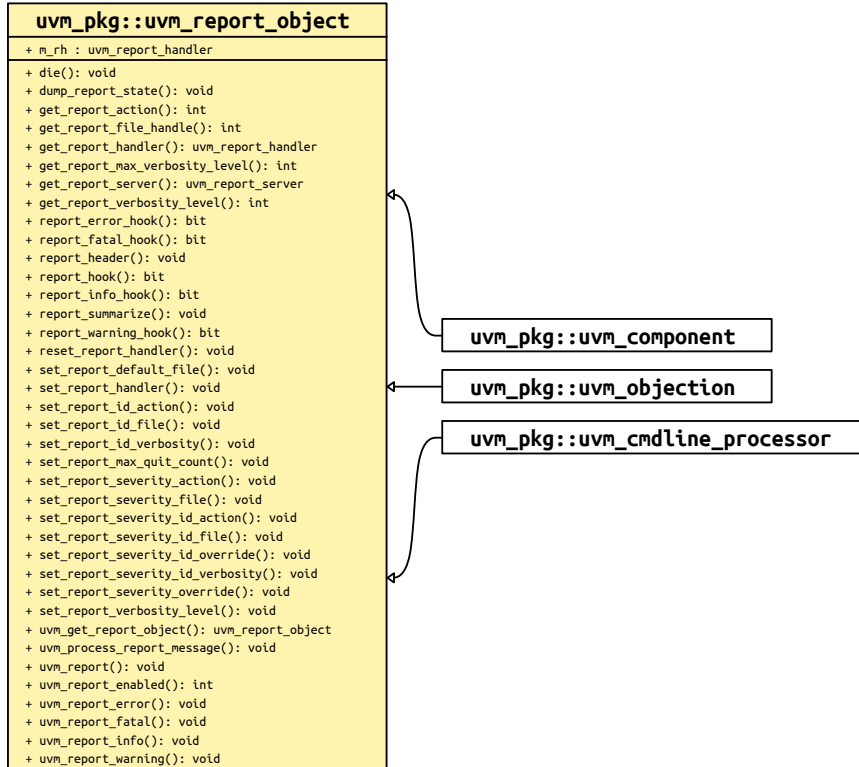 uvm_pkg::uvm_report_object
+ m_rh : uvm_report_handler
+ die(): void
+ dump_report_state(): void
+ get_report_action(): int
+ get_report_file_handle(): int
+ get_report_handler(): uvm_report_handler
+ get_report_max_verbosity_level(): int
+ get_report_server(): uvm_report_server
+ get_report_verbosity_level(): int
+ report_error_hook(): bit
+ report_fatal_hook(): bit
+ report_header(): void
+ report_hook(): bit
+ report_info_hook(): bit
+ report_summarize(): void
+ report_warning_hook(): bit
+ reset_report_handler(): void
+ set_report_default_file(): void
+ set_report_handler(): void
+ set_report_id_action(): void
+ set_report_id_file(): void
+ set_report_id_verbosity(): void
+ set_report_max_quit_count(): void
+ set_report_severity_action(): void
+ set_report_severity_file(): void
+ set_report_severity_id_action(): void
+ set_report_severity_id_file(): void
+ set_report_severity_id_override(): void
+ set_report_severity_id_verbosity(): void
+ set_report_severity_override(): void
+ set_report_verbosity_level(): void
+ uvm_get_report_object(): uvm_report_object
+ uvm_process_report_message(): void
+ uvm_report(): void
+ uvm_report_enabled(): int
+ uvm_report_error(): void
+ uvm_report_fatal(): void
+ uvm_report_info(): void
+ uvm_report_warning(): void
uvm_pkg::uvm_component
uvm_pkg::uvm_objection
uvm_pkg::uvm_cmdline_processor